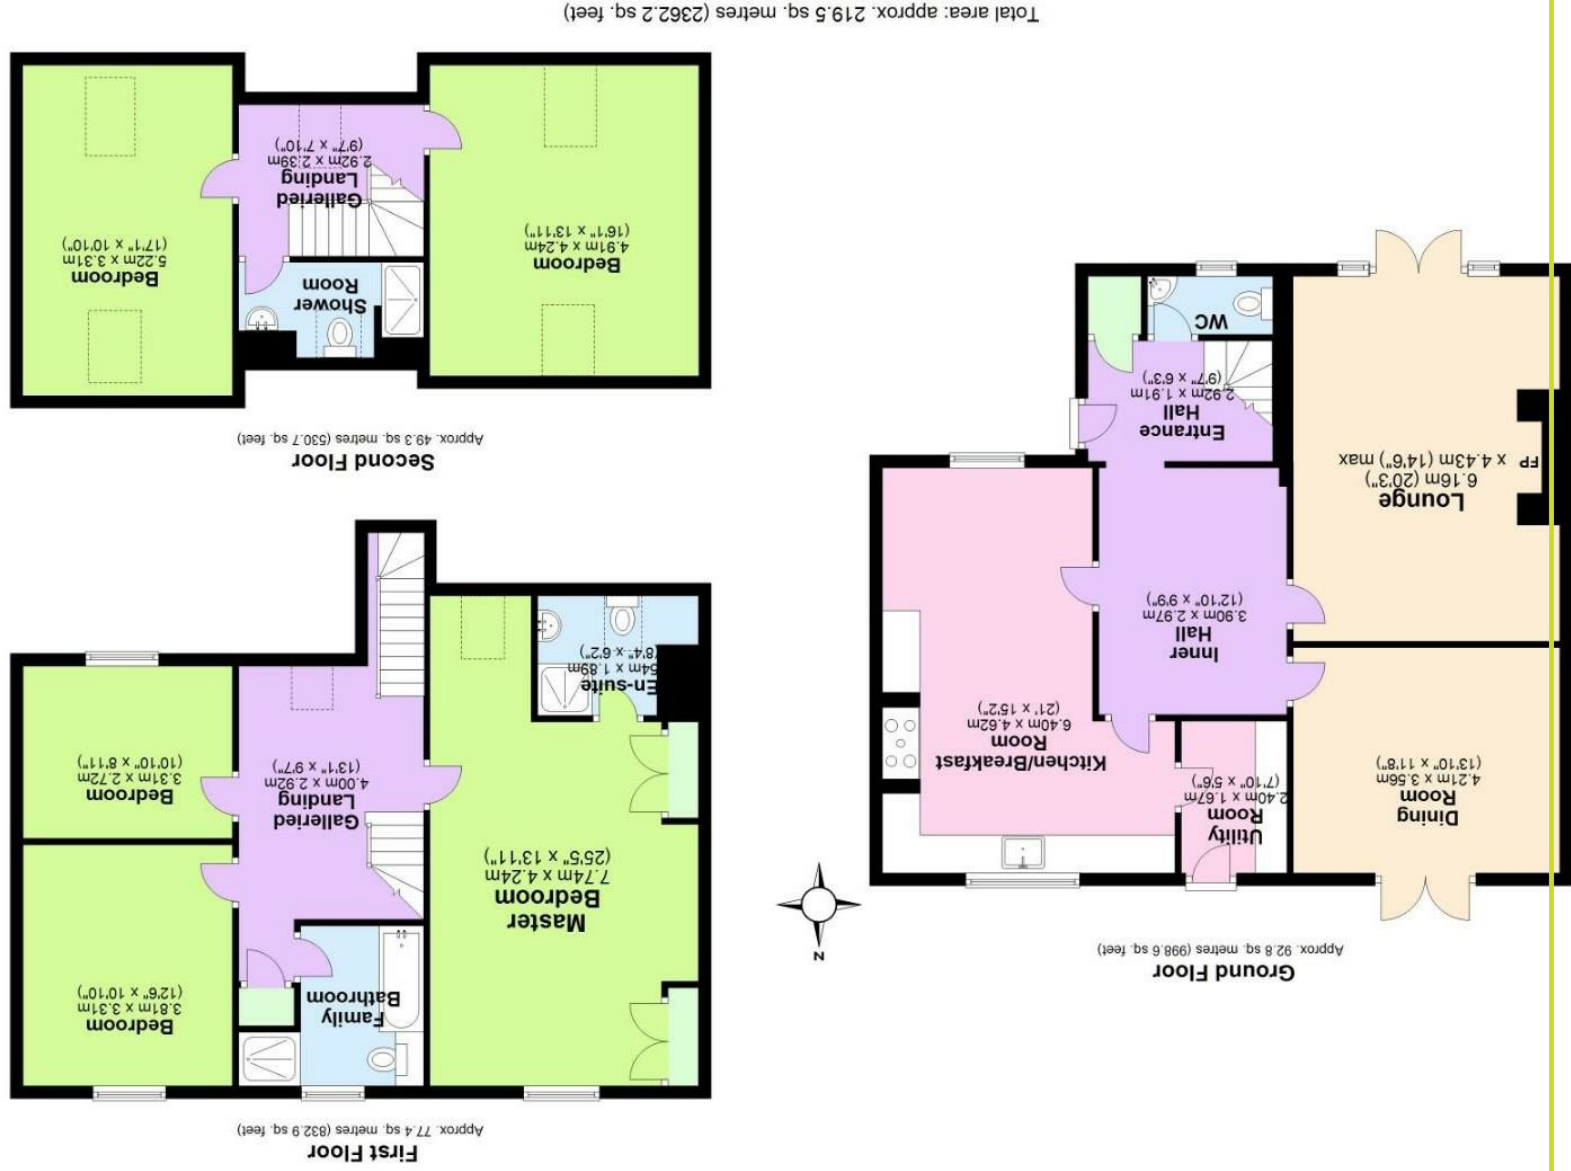 Ground Floor
Approx. 92.8 sq. metres (998.6 sq. feet)
Dining
Room
4.21m x 3.56m
(13'10" x 11'8")
Utility
Room
2.40m x 1.67m
(7'10" x 5'6")
Kitchen/Breakfast
Room
6.40m x 4.62m
(21' x 15'2")
Inner
Hall
3.90m x 2.97m
(12'10" x 9'9")
Lounge
6.16m (20'3")
x 4.43m (14'6") max
FP
Entrance
Hall
2.92m x 1.91m
(9'7" x 6'3")
WC
N
First Floor
Approx. 77.4 sq. metres (832.9 sq. feet)
Master
Bedroom
7.74m x 4.24m
(25'5" x 13'11")
Family
Bathroom
Bedroom
3.81m x 3.31m
(12'6" x 10'10")
Galleried
Landing
4.00m x 2.92m
(13'1" x 9'7")
Bedroom
3.31m x 2.72m
(10'10" x 8'11")
En-suite
54m x 1.89m
8'4" x 6'2")
Second Floor
Approx. 49.3 sq. metres (530.7 sq. feet)
Bedroom
4.91m x 4.24m
(16'1" x 13'11")
Shower
Room
Galleried
Landing
2.92m x 2.39m
(9'7" x 7'10")
Bedroom
5.22m x 3.31m
(17'1" x 10'10")
Total area: approx. 219.5 sq. metres (2362.2 sq. feet)